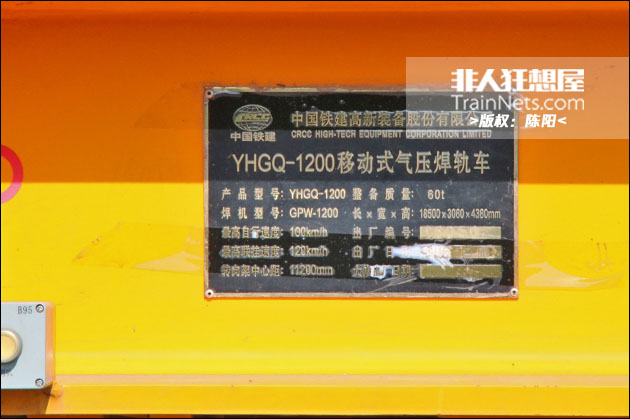 非人狂想屋
TrainNets.com/
>版权：陈阳<
CRCC
中国铁建
中国铁建高新装备股份有限
CRCC HIGH-TECH EQUIPMENT CORPORATION LIMITED
YHGQ-1200移动式气压焊轨车
产品型号：YHGQ-1200 整备质量：60t
焊机型号：GPW-1200 长×宽×高：18500×3060×4380mm
最高自行速度：100km/h 出厂编号：
最高联挂速度：120km/h 出厂日
转向架中心距：11200mm 日期：
B95